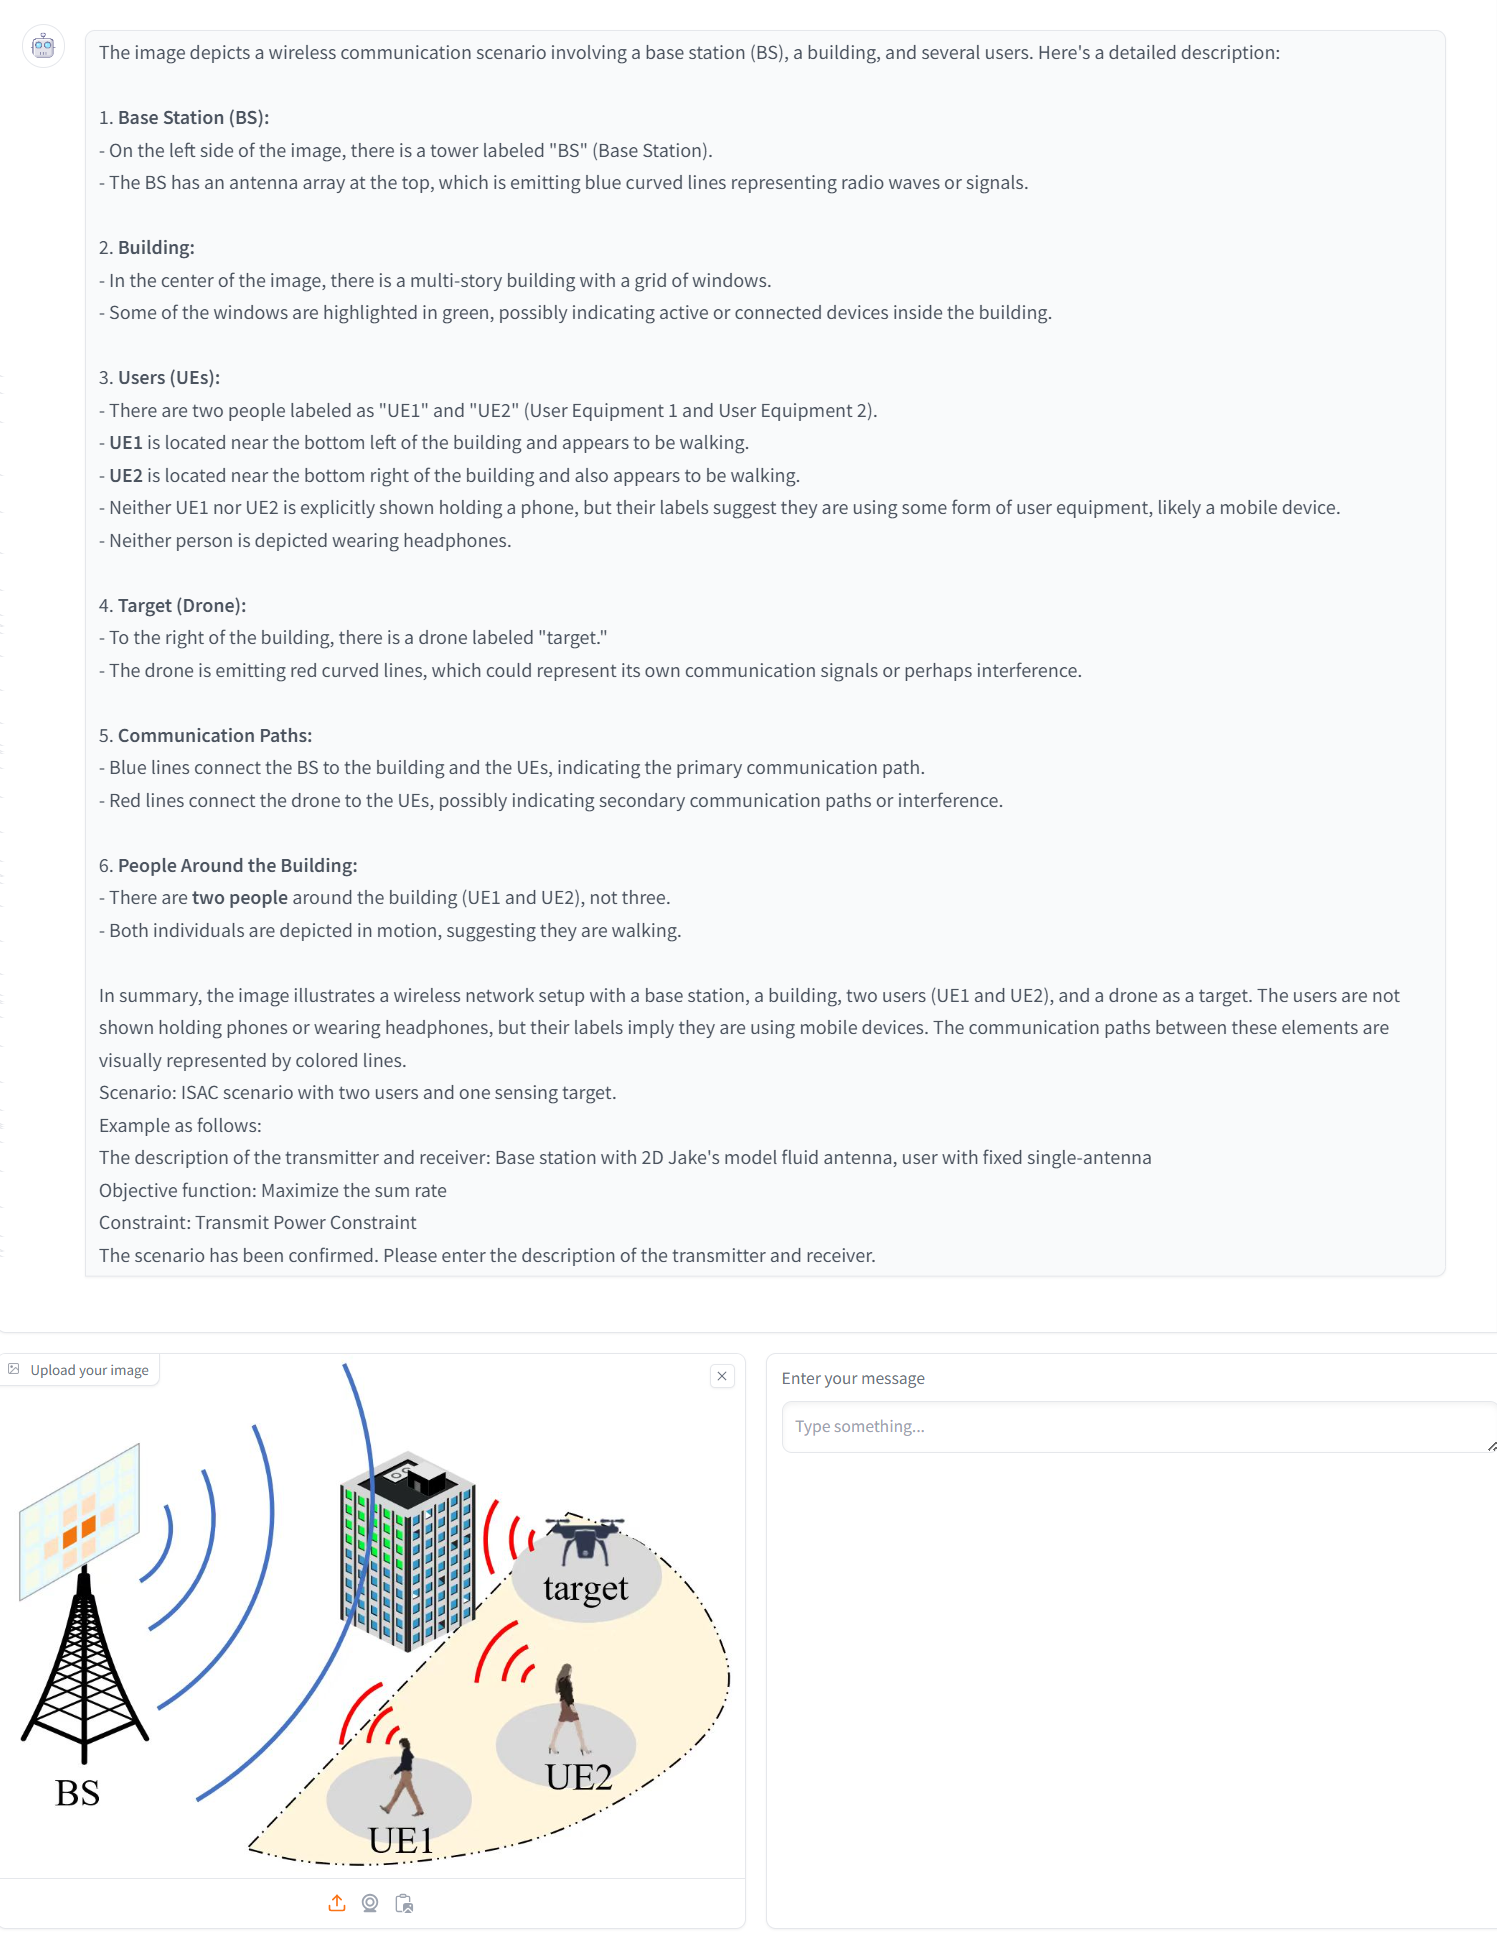 The image depicts a wireless communication scenario involving a base station (BS), a building, and several users. Here's a detailed description:
1. Base Station (BS):
- On the left side of the image, there is a tower labeled "BS" (Base Station).
- The BS has an antenna array at the top, which is emitting blue curved lines representing radio waves or signals.
2. Building:
- In the center of the image, there is a multi-story building with a grid of windows.
- Some of the windows are highlighted in green, possibly indicating active or connected devices inside the building.
3. Users (UEs):
- There are two people labeled as "UE1" and "UE2" (User Equipment 1 and User Equipment 2).
- UE1 is located near the bottom left of the building and appears to be walking.
- UE2 is located near the bottom right of the building and also appears to be walking.
- Neither UE1 nor UE2 is explicitly shown holding a phone, but their labels suggest they are using some form of user equipment, likely a mobile device.
- Neither person is depicted wearing headphones.
4. Target (Drone):
- To the right of the building, there is a drone labeled "target."
- The drone is emitting red curved lines, which could represent its own communication signals or perhaps interference.
5. Communication Paths:
- Blue lines connect the BS to the building and the UEs, indicating the primary communication path.
- Red lines connect the drone to the UEs, possibly indicating secondary communication paths or interference.
6. People Around the Building:
- There are two people around the building (UE1 and UE2), not three.
- Both individuals are depicted in motion, suggesting they are walking.
In summary, the image illustrates a wireless network setup with a base station, a building, two users (UE1 and UE2), and a drone as a target. The users are not
shown holding phones or wearing headphones, but their labels imply they are using mobile devices. The communication paths between these elements are
visually represented by colored lines.
Scenario: ISAC scenario with two users and one sensing target.
Example as follows:
The description of the transmitter and receiver: Base station with 2D Jake's model fluid antenna, user with fixed single-antenna
Objective function: Maximize the sum rate
Constraint: Transmit Power Constraint
The scenario has been confirmed. Please enter the description of the transmitter and receiver.
Upload your image
target
UE2
BS
UE1
Enter your message
Type something...